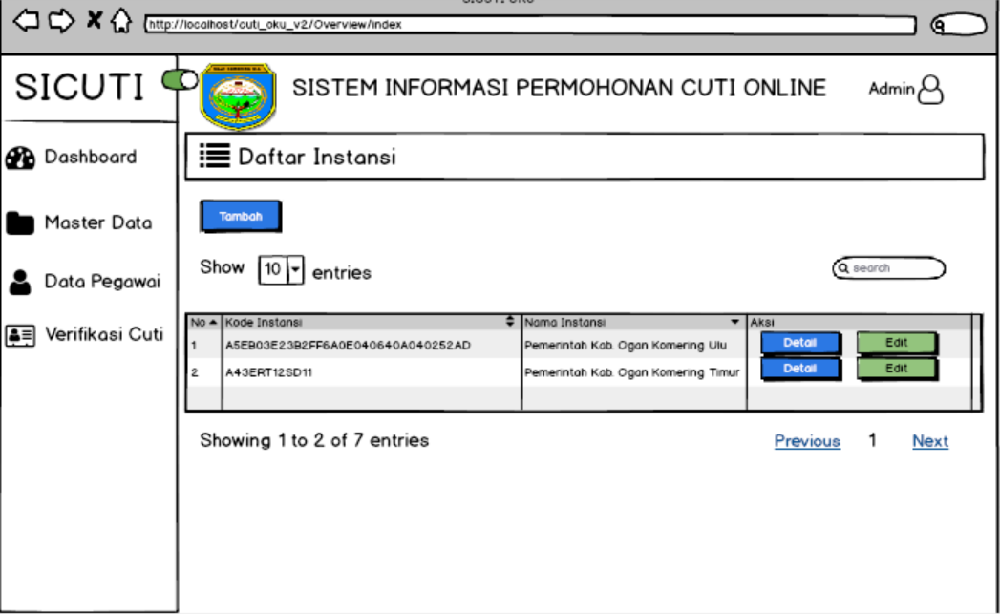 http://localhost/cuti_oku_v2/Overview/index
SICUTI
SISTEM INFORMASI PERMOHONAN CUTI ONLINE
Admin
Dashboard
Master Data
Data Pegawai
Verifikasi Cuti
Daftar Instansi
Tambah
Show 10 entries
search
No Kode Instansi Nama Instansi Aksi
1 A5EB03E23B2FF6A0E040640A040252AD Pemerintah Kab. Ogan Komering Ulu Detail Edit
2 A43ERT12SD11 Pemerintah Kab. Ogan Komering Timur Detail Edit
Showing 1 to 2 of 7 entries
Previous 1 Next